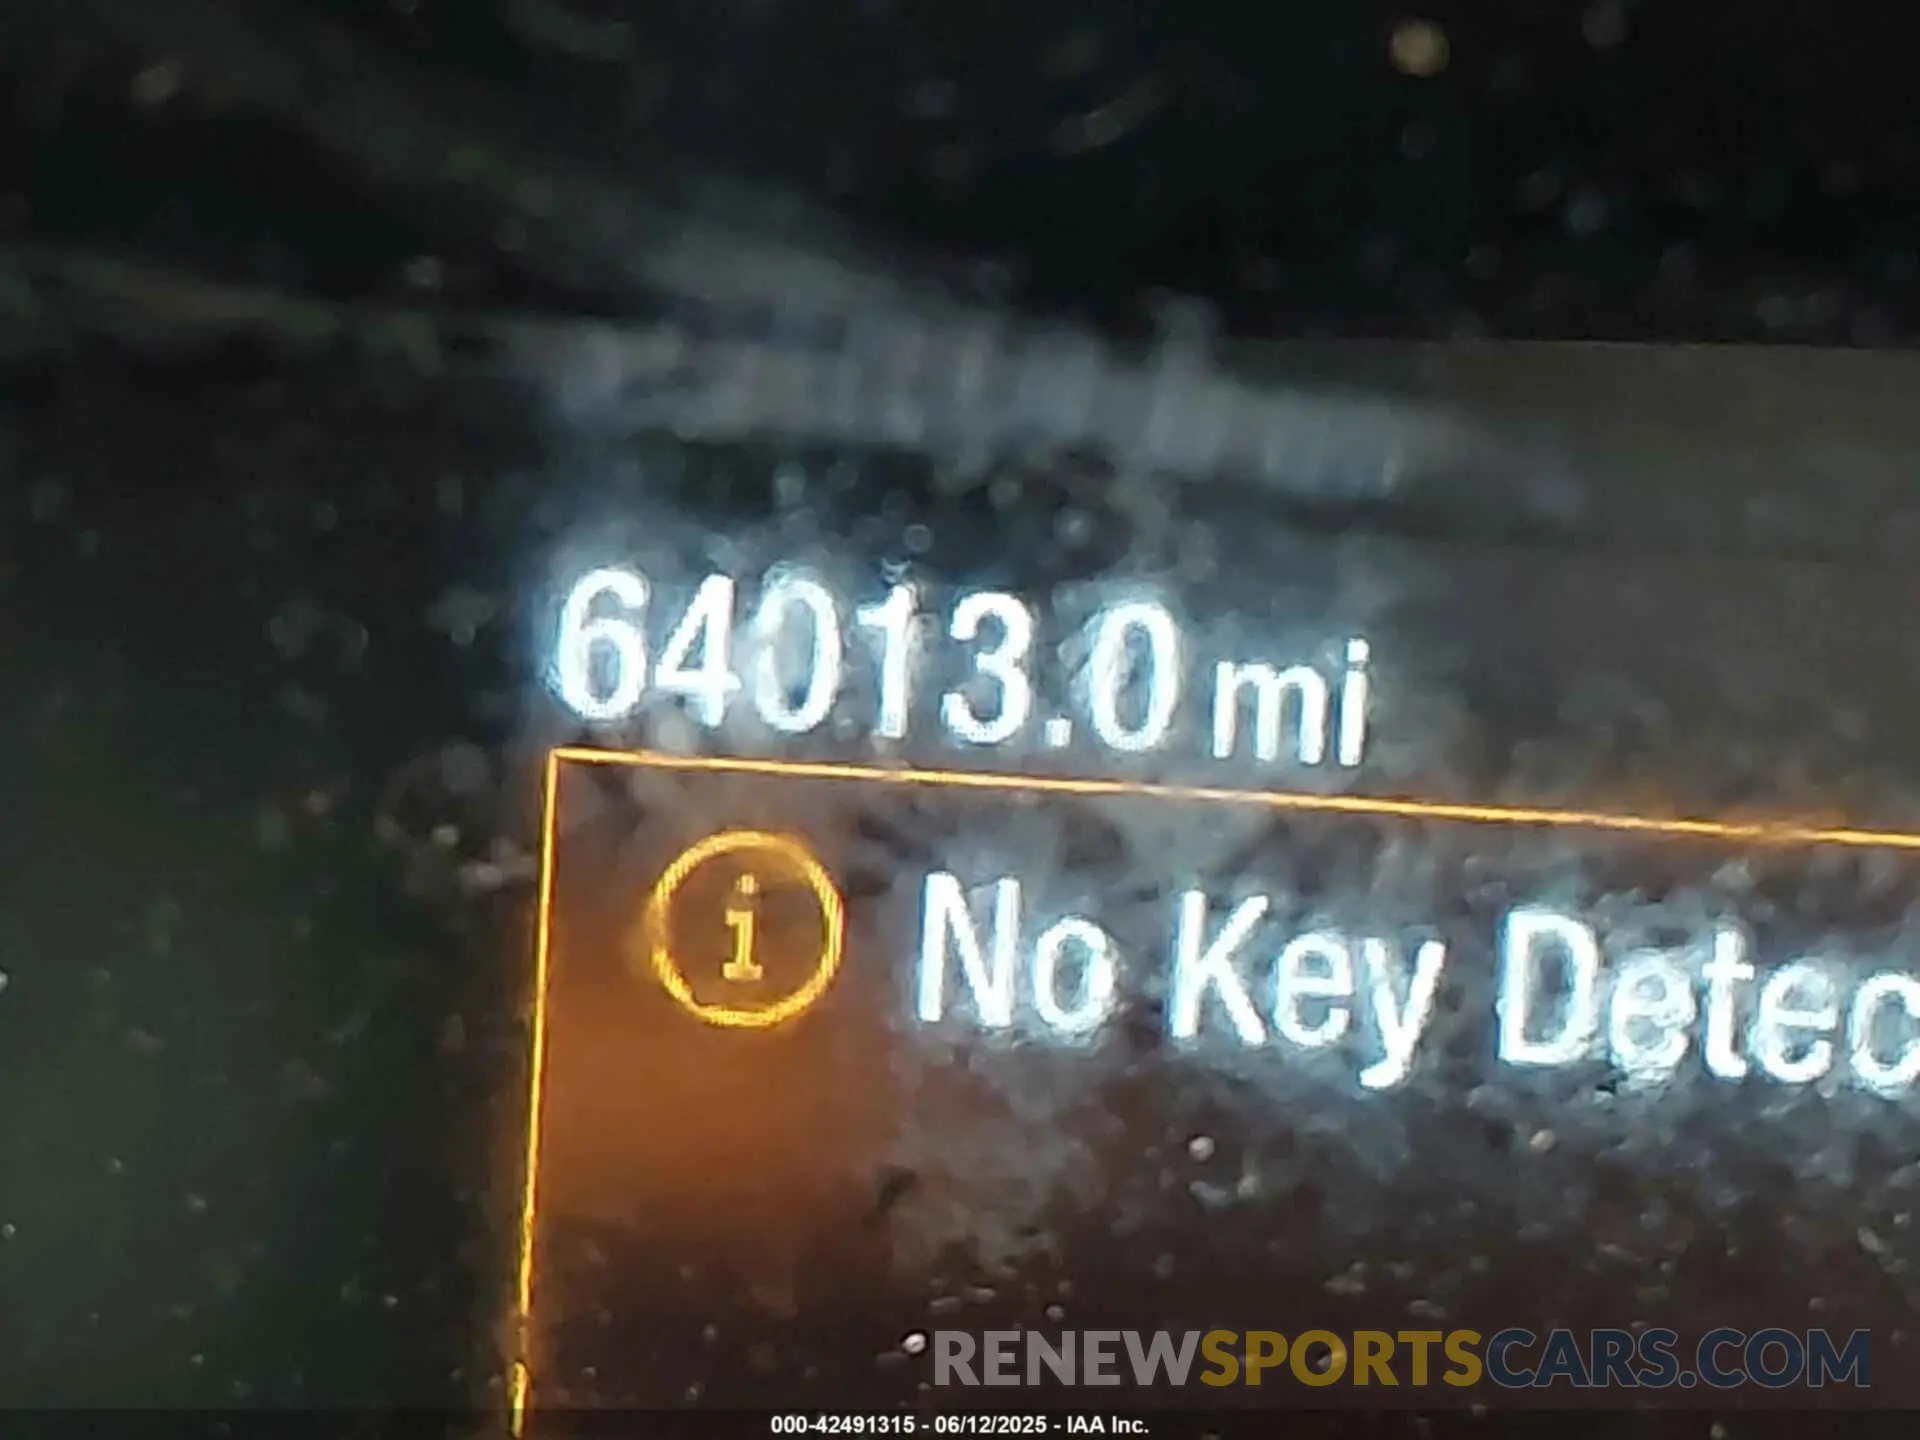 64013.0 mi
i No Key Detec
RENEWSPORTSCARS.COM
000-42491315 - 06/12/2025 - IAA Inc.